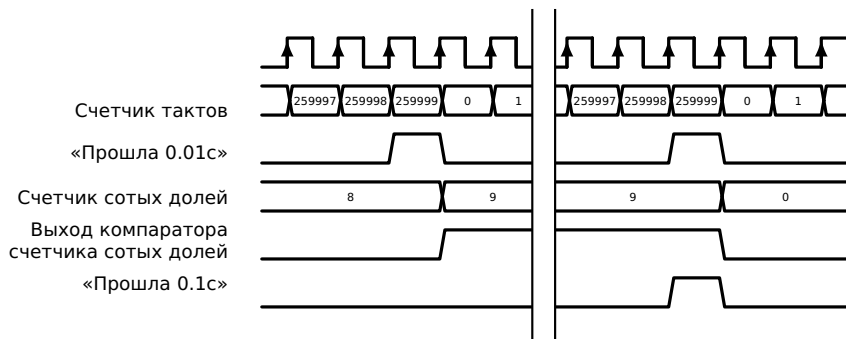 Счетчик тактов
259997 259998 259999 0 1 259997 259998 259999 0 1
«Прошла 0.01с»
Счетчик сотых долей
8 9 9 0
Выход компаратора
счетчика сотых долей
«Прошла 0.1с»